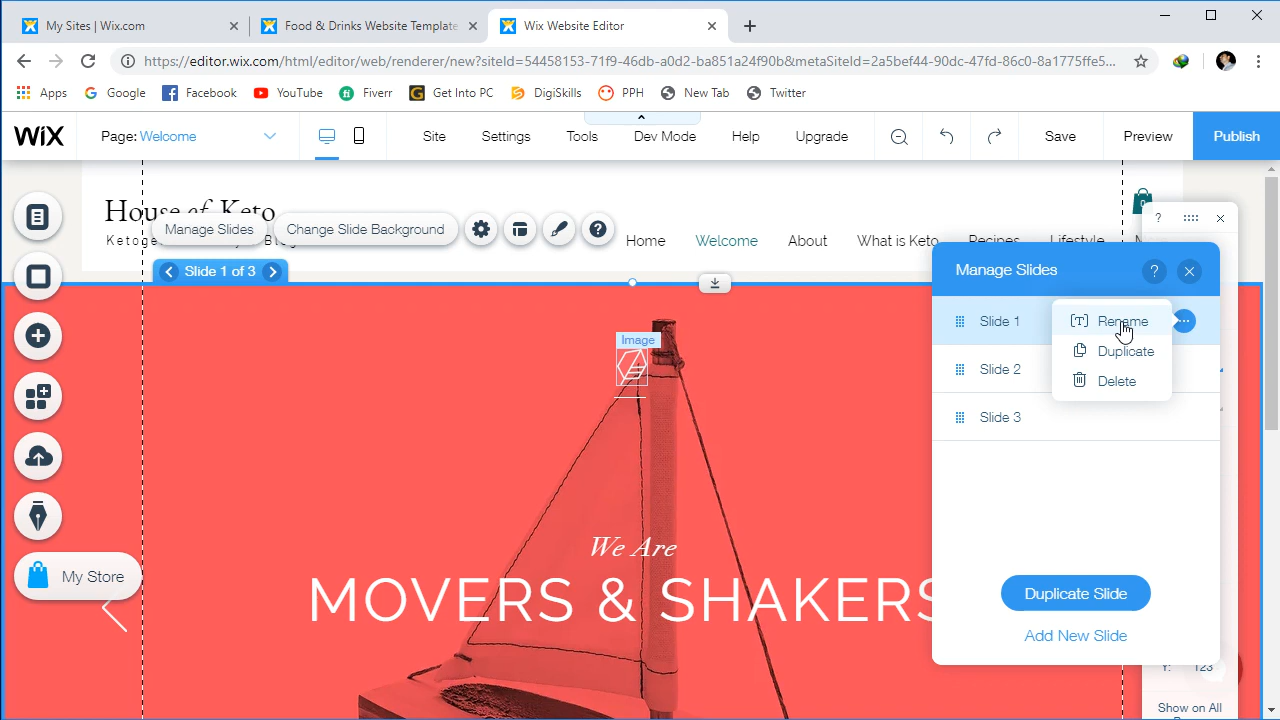 My Sites | Wix.com
Food & Drinks Website Template
Wix Website Editor
https://editor.wix.com/html/editor/web/renderer/new?siteId=54458153-71f9-46db-a0d2-ba851a24f90b&metaSiteId=2a5bef44-90dc-47fd-86c0-8a1775ffe5...
Apps
Google
Facebook
YouTube
Fiverr
Get Into PC
DigiSkills
PPH
New Tab
Twitter
WiX
Page: Welcome
Site
Settings
Tools
Dev Mode
Help
Upgrade
Save
Preview
Publish
House of Keto
Manage Slides
Change Slide Background
Home
Welcome
About
What is Keto
Recipes
Lifestyle
Slide 1 of 3
Manage Slides
Slide 1
Rename
Duplicate
Delete
Slide 2
Slide 3
Image
We Are
MOVERS & SHAKERS
My Store
Duplicate Slide
Add New Slide
Y: 123
Show on All